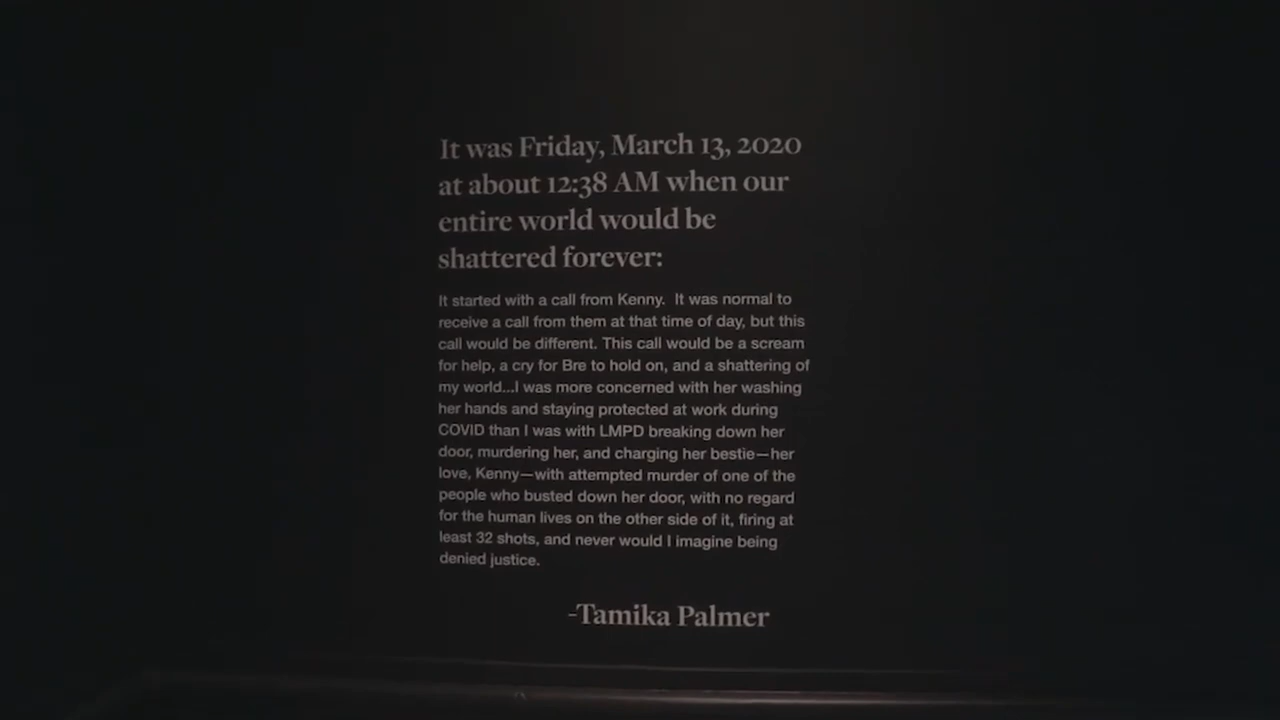 It was Friday, March 13, 2020
at about 12:38 AM when our
entire world would be
shattered forever:
It started with a call from Kenny.  It was normal to
receive a call from them at that time of day, but this
call would be different. This call would be a scream
for help, a cry for Bre to hold on, and a shattering of
my world...I was more concerned with her washing
her hands and staying protected at work during
COVID than I was with LMPD breaking down her
door, murdering her, and charging her bestie—her
love, Kenny—with attempted murder of one of the
people who busted down her door, with no regard
for the human lives on the other side of it, firing at
least 32 shots, and never would I imagine being
denied justice.
-Tamika Palmer